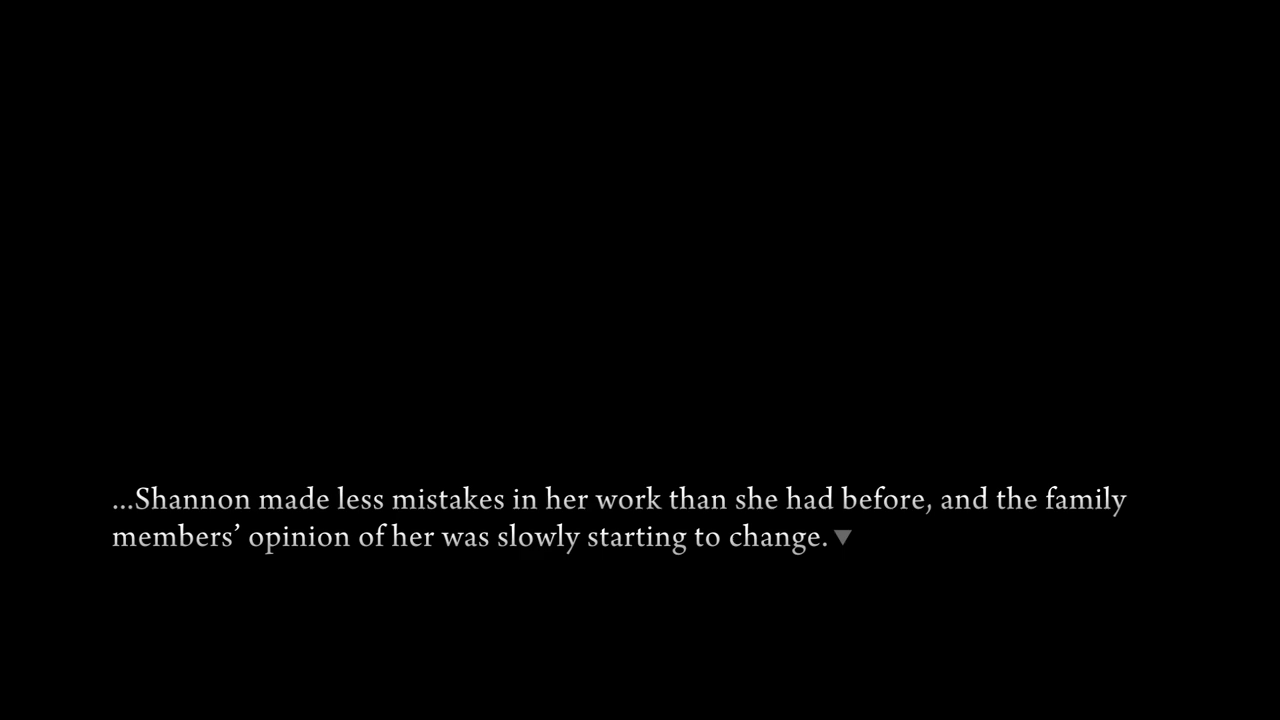 ...Shannon made less mistakes in her work than she had before, and the family
members’ opinion of her was slowly starting to change.